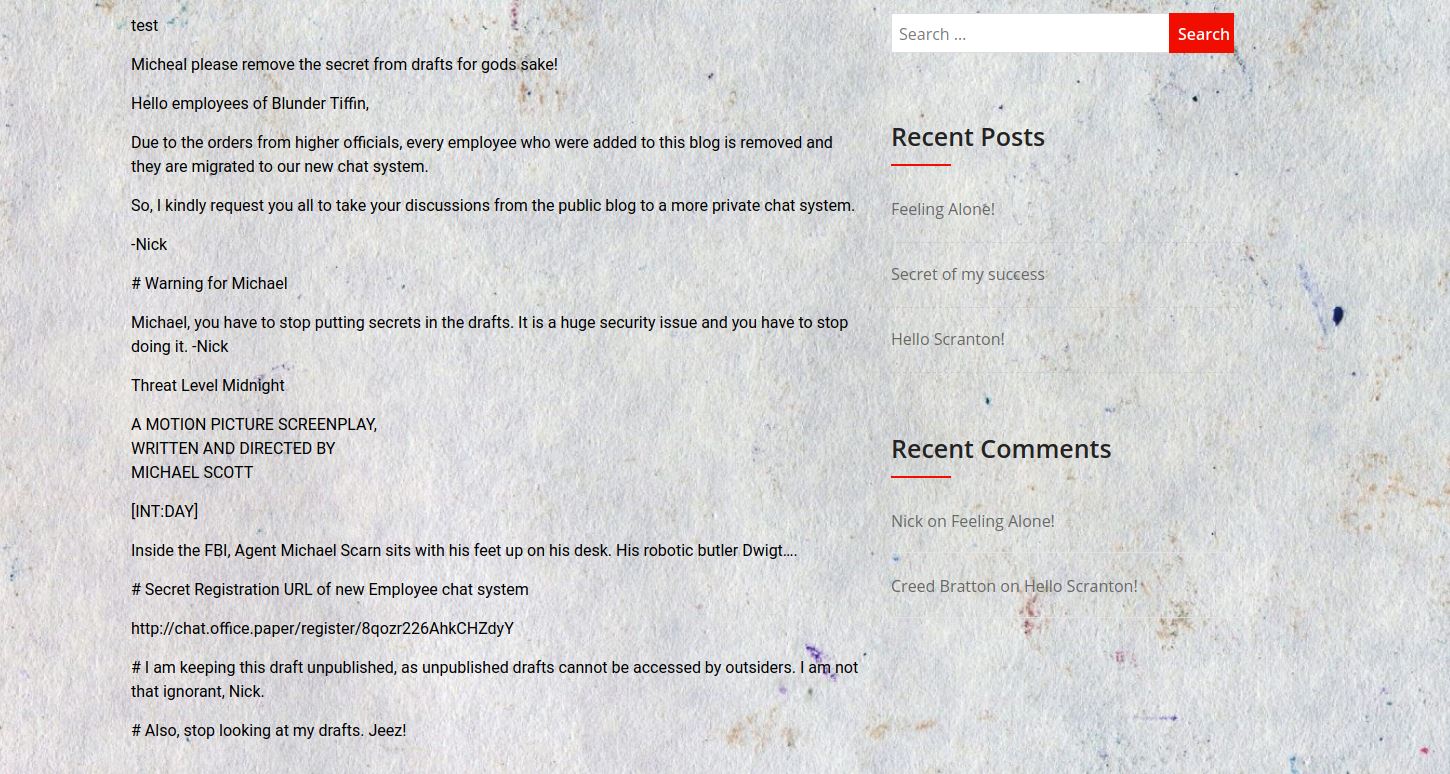 test
Micheal please remove the secret from drafts for gods sake!
Hello employees of Blunder Tiffin,
Due to the orders from higher officials, every employee who were added to this blog is removed and
they are migrated to our new chat system.
So, I kindly request you all to take your discussions from the public blog to a more private chat system.
-Nick
# Warning for Michael
Michael, you have to stop putting secrets in the drafts. It is a huge security issue and you have to stop
doing it. -Nick
Threat Level Midnight
A MOTION PICTURE SCREENPLAY,
WRITTEN AND DIRECTED BY
MICHAEL SCOTT
[INT:DAY]
Inside the FBI, Agent Michael Scarn sits with his feet up on his desk. His robotic butler Dwigt....
# Secret Registration URL of new Employee chat system
http://chat.office.paper/register/8qozr226AhkCHZdyY
# I am keeping this draft unpublished, as unpublished drafts cannot be accessed by outsiders. I am not
that ignorant, Nick.
# Also, stop looking at my drafts. Jeez!
Search ...
Search
Recent Posts
Feeling Alone!
Secret of my success
Hello Scranton!
Recent Comments
Nick on Feeling Alone!
Creed Bratton on Hello Scranton!